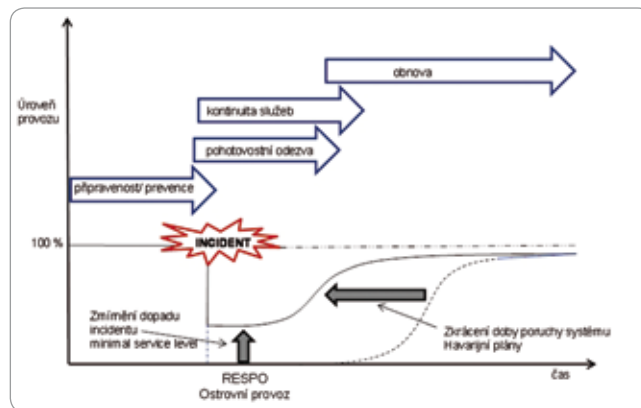 obnova
Úroveň
provozu
kontinuita služeb
pohotovostní odezva
připravenost/ prevence
100 %
INCIDENT
Zmírnění dopadu
incidentu
minimal service level
Zkrácení doby poruchy systému
Havarijní plány
RESPO
Ostrovní provoz
čas